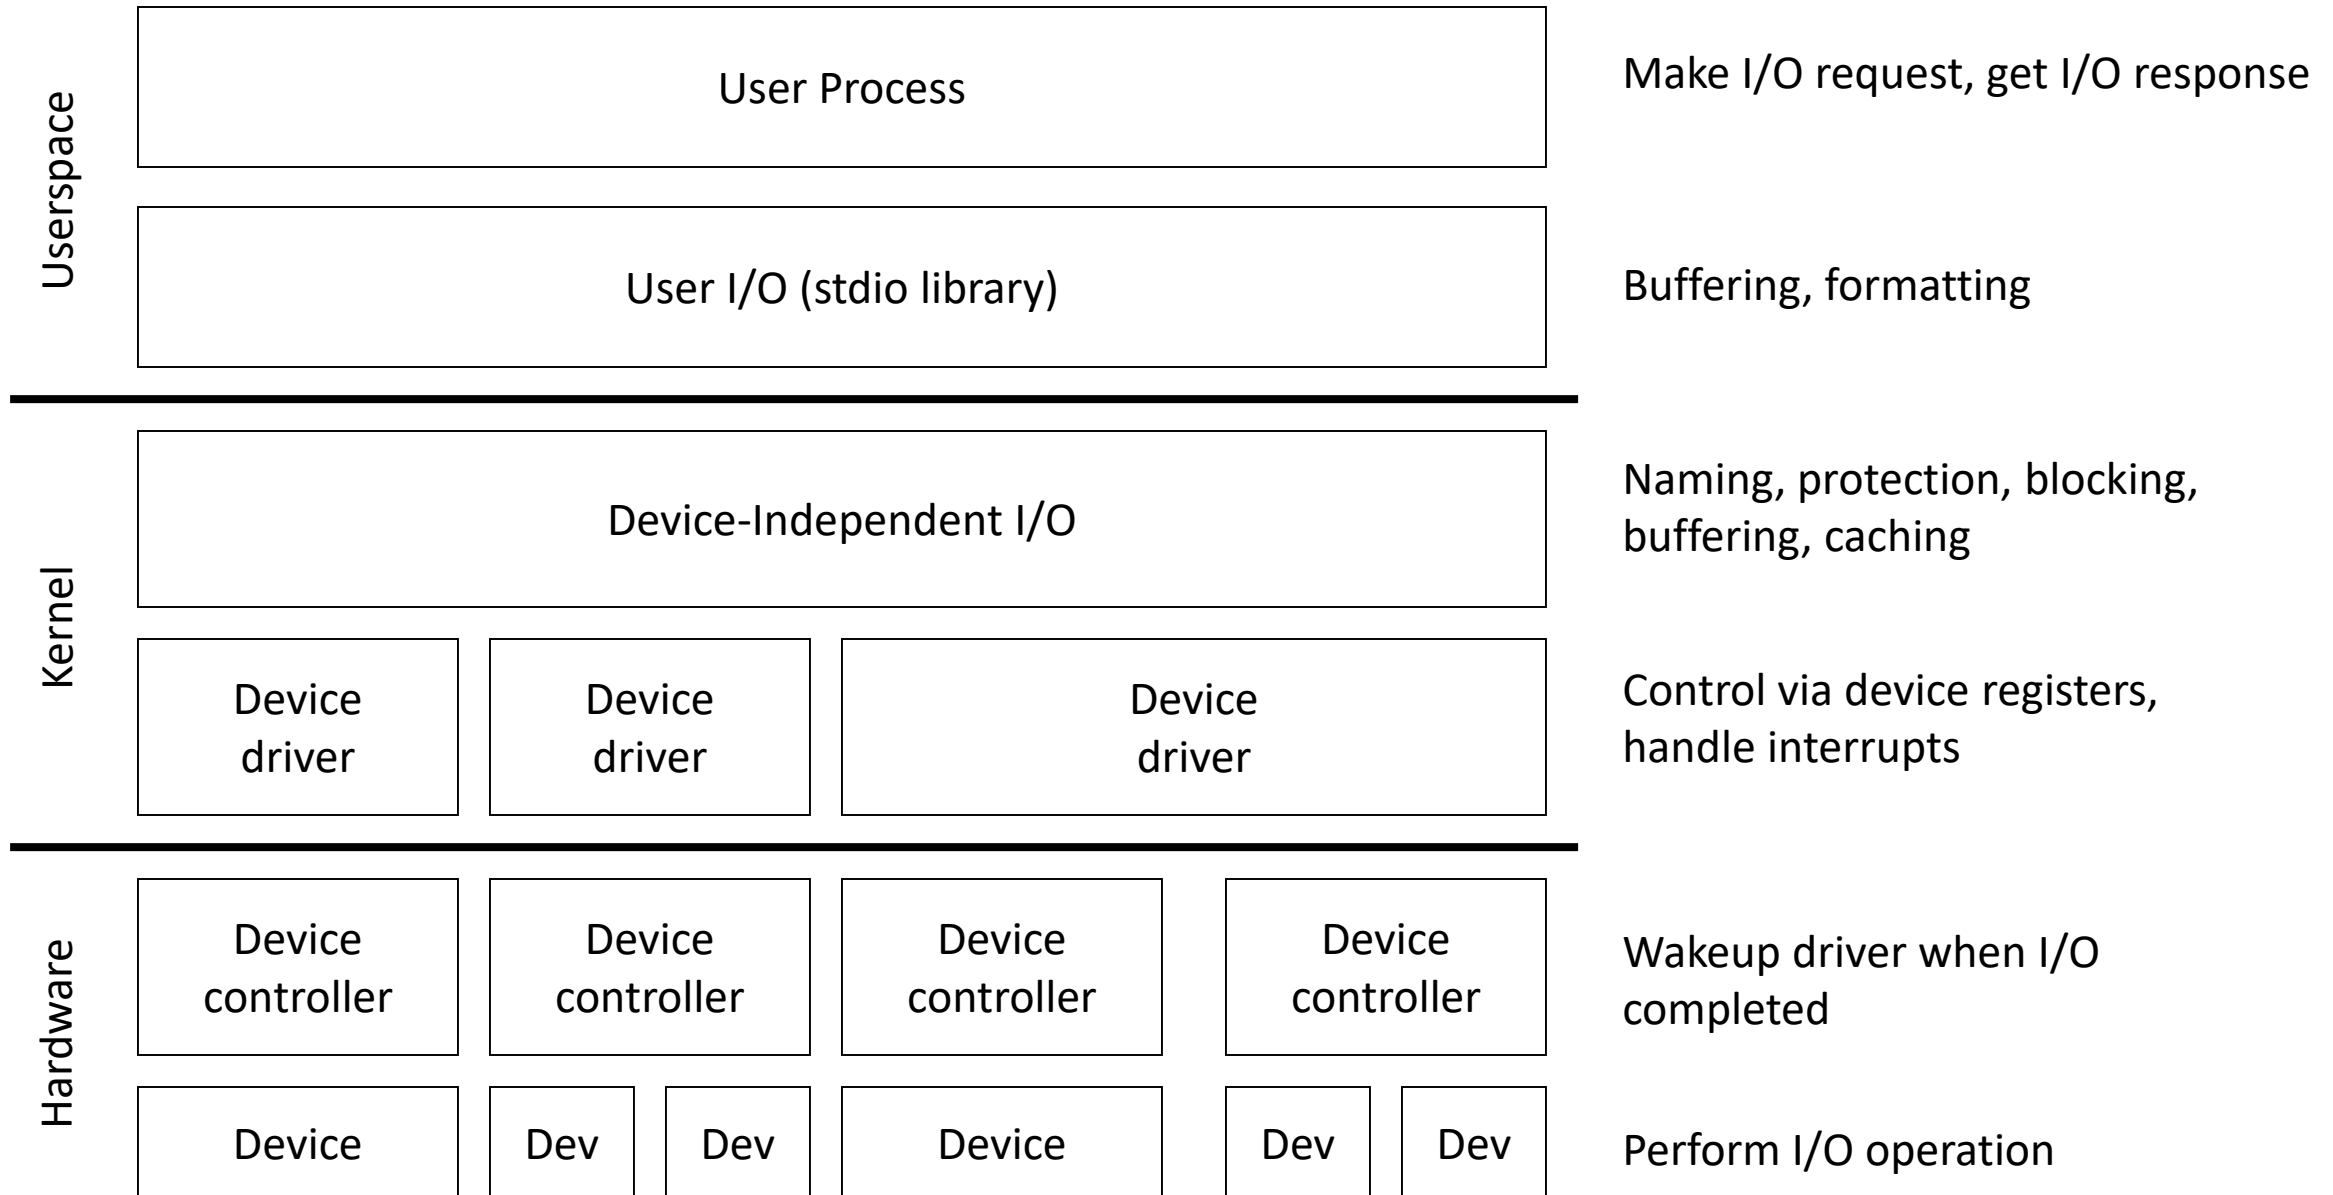 Userspace
User Process
Make I/O request, get I/O response
User I/O (stdio library)
Buffering, formatting
Kernel
Device-Independent I/O
Naming, protection, blocking,
buffering, caching
Device
driver
Device
driver
Device
driver
Control via device registers,
handle interrupts
Hardware
Device
controller
Device
controller
Device
controller
Device
controller
Wakeup driver when I/O
completed
Device
Dev
Dev
Device
Dev
Dev
Perform I/O operation